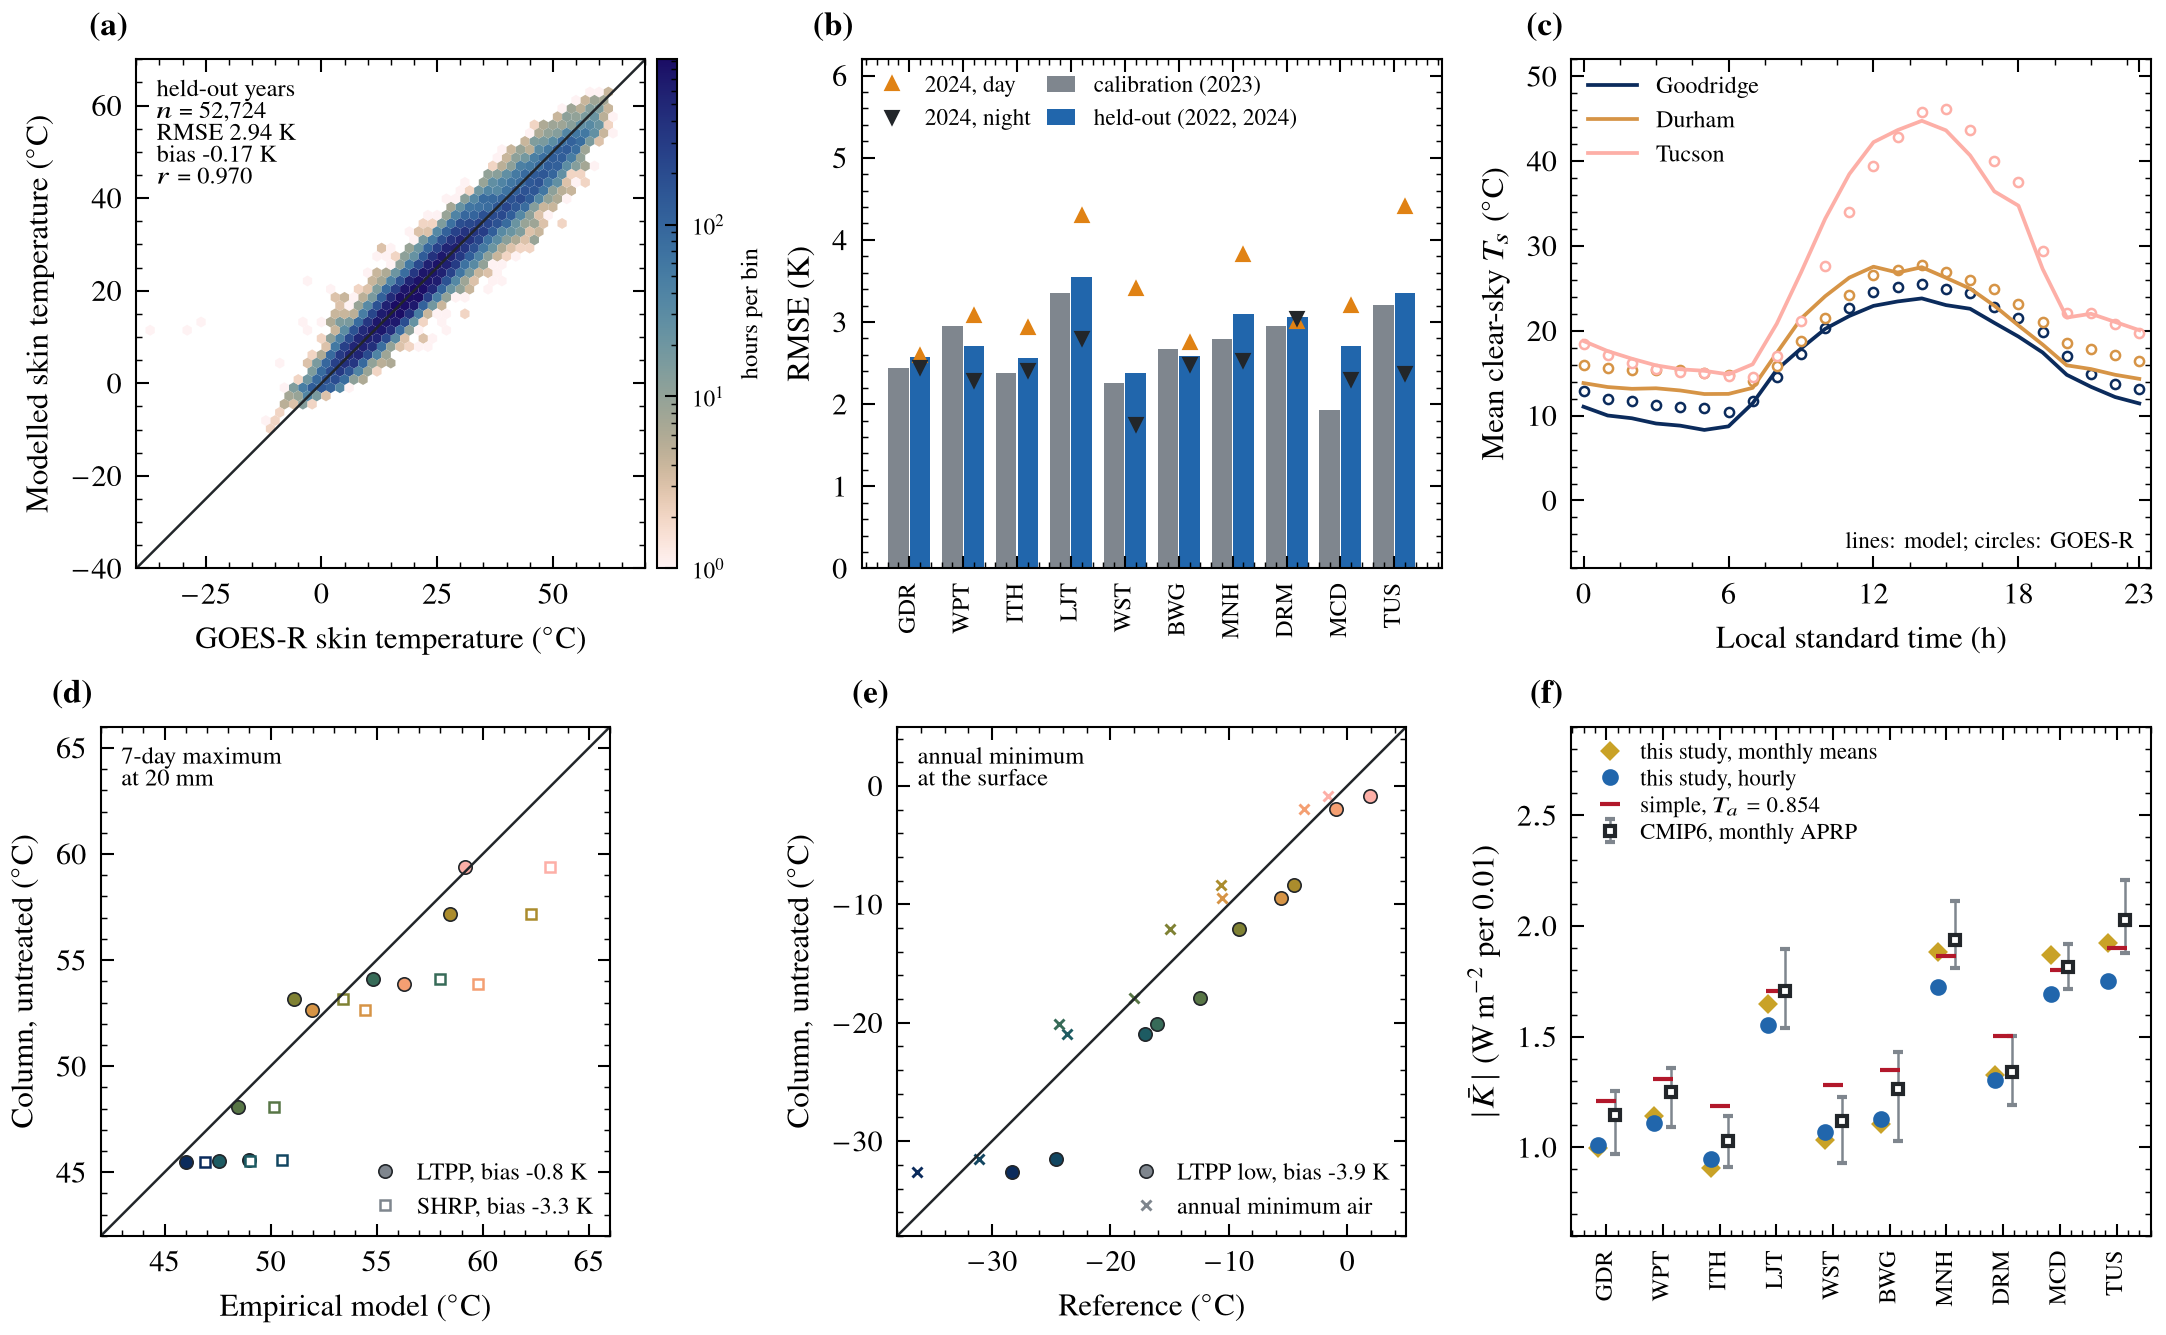 (a)
held-out years
n = 52,724
RMSE 2.94 K
bias -0.17 K
r = 0.970
60
40
20
0
−20
−40
−25
0
25
50
Modelled skin temperature (°C)
GOES-R skin temperature (°C)
10²
10¹
10⁰
hours per bin
(b)
2024, day
2024, night
calibration (2023)
held-out (2022, 2024)
6
5
4
3
2
1
0
RMSE (K)
GDR
WPT
ITH
LJT
WST
BWG
MNH
DRM
MCD
TUS
(c)
Goodridge
Durham
Tucson
50
40
30
20
10
0
Mean clear-sky Tₛ (°C)
lines: model; circles: GOES-R
0
6
12
18
23
Local standard time (h)
(d)
7-day maximum
at 20 mm
65
60
55
50
45
Column, untreated (°C)
LTPP, bias -0.8 K
SHRP, bias -3.3 K
45
50
55
60
65
Empirical model (°C)
(e)
annual minimum
at the surface
0
−10
−20
−30
Column, untreated (°C)
LTPP low, bias -3.9 K
annual minimum air
−30
−20
−10
0
Reference (°C)
(f)
this study, monthly means
this study, hourly
simple, Tₐ = 0.854
CMIP6, monthly APRP
2.5
2.0
1.5
1.0
|K̄| (W m⁻² per 0.01)
GDR
WPT
ITH
LJT
WST
BWG
MNH
DRM
MCD
TUS